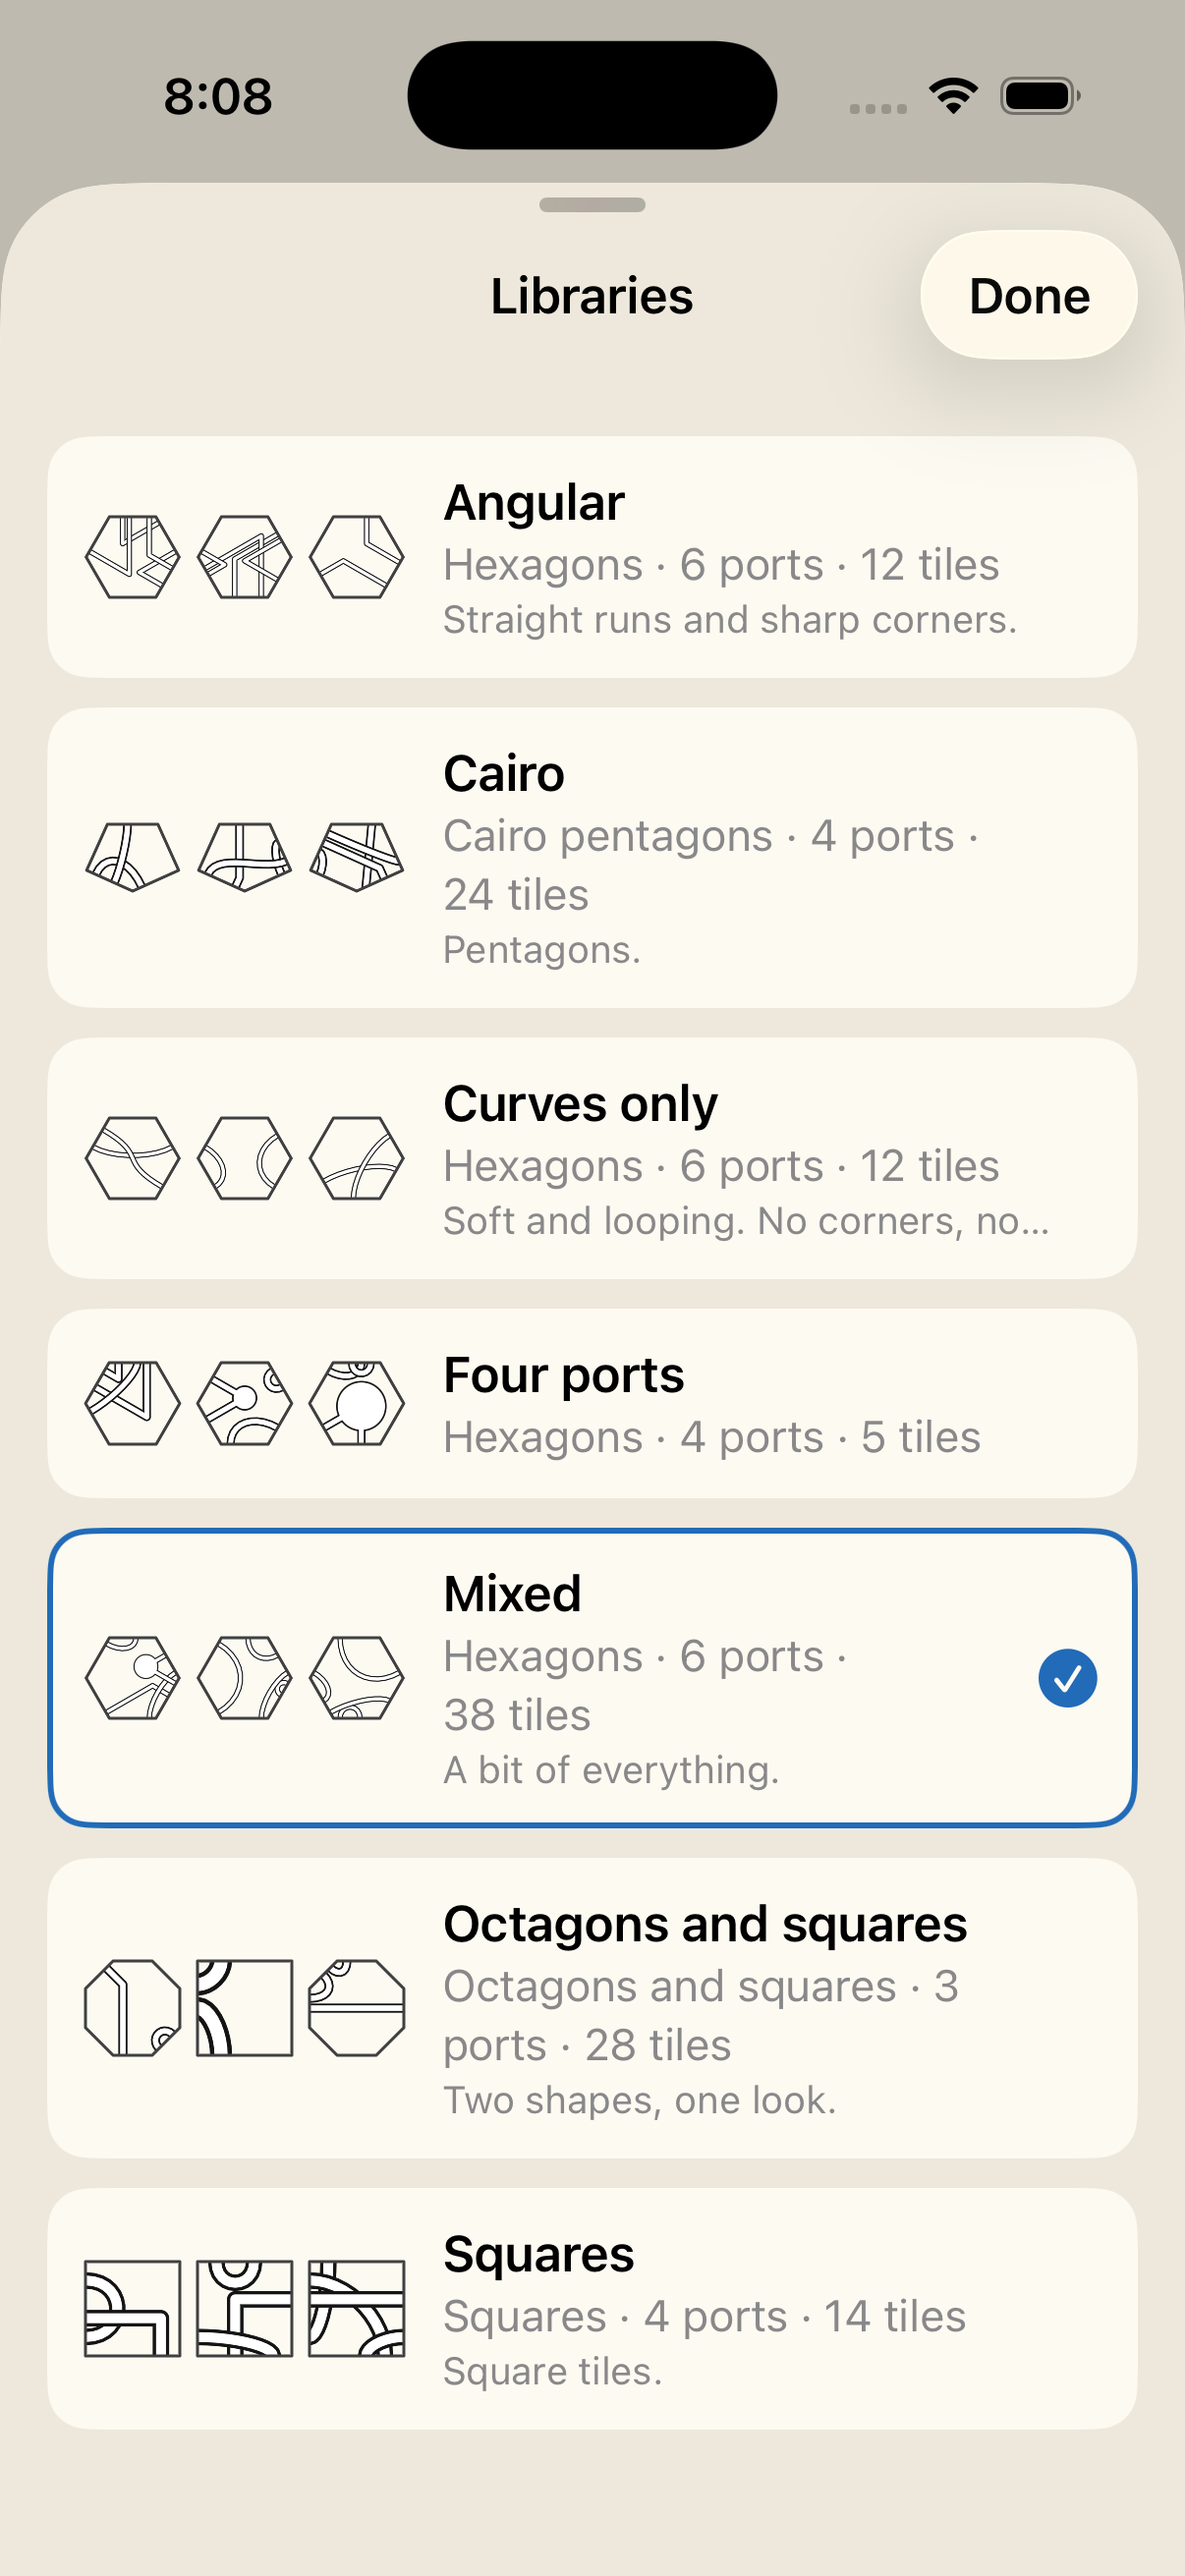 8:08
Libraries
Done
Angular
Hexagons · 6 ports · 12 tiles
Straight runs and sharp corners.
Cairo
Cairo pentagons · 4 ports ·
24 tiles
Pentagons.
Curves only
Hexagons · 6 ports · 12 tiles
Soft and looping. No corners, no...
Four ports
Hexagons · 4 ports · 5 tiles
Mixed
Hexagons · 6 ports ·
38 tiles
A bit of everything.
Octagons and squares
Octagons and squares · 3
ports · 28 tiles
Two shapes, one look.
Squares
Squares · 4 ports · 14 tiles
Square tiles.